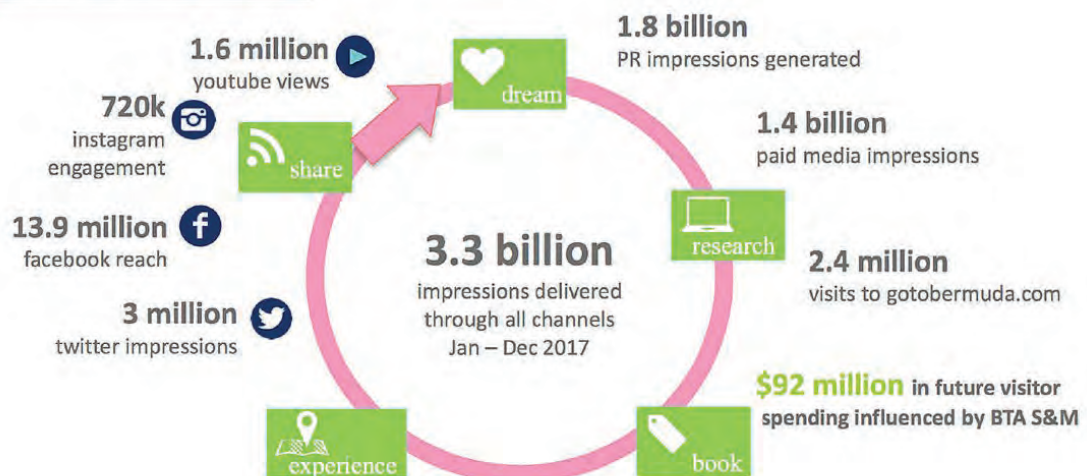 1.8 billion
PR impressions generated
1.6 million
youtube views
dream
720k
instagram
engagement
share
1.4 billion
paid media impressions
13.9 million
facebook reach
research
3.3 billion
impressions delivered
through all channels
Jan – Dec 2017
2.4 million
visits to gotobermuda.com
3 million
twitter impressions
$92 million in future visitor
spending influenced by BTA S&M
experience
book